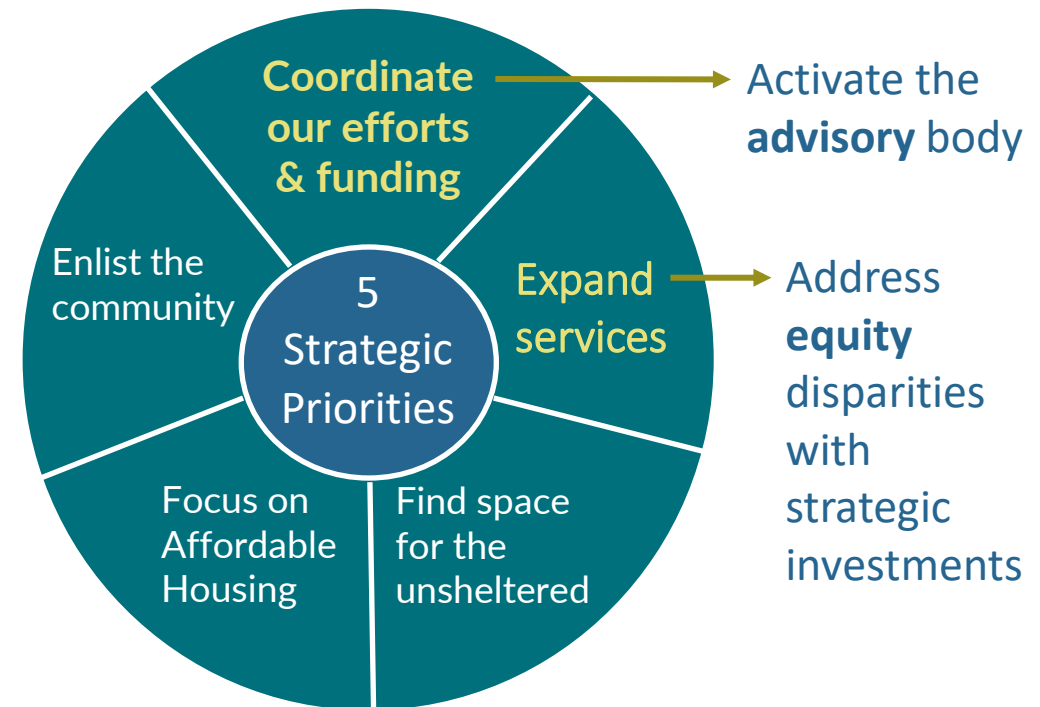 Coordinate
our efforts
& funding
Activate the
advisory body
Expand
services
Address
equity
disparities
with
strategic
investments
Find space
for the
unsheltered
Focus on
Affordable
Housing
Enlist the
community
5
Strategic
Priorities